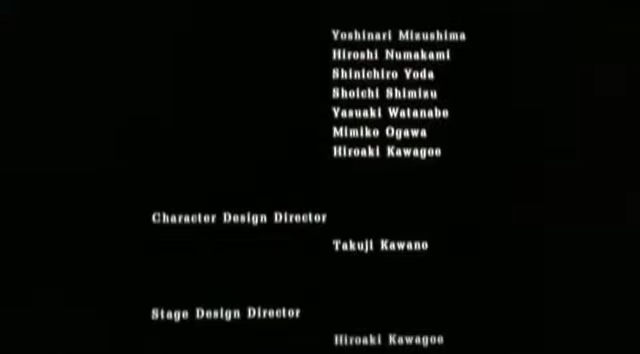 Yoshinari Mizushima
Hiroshi Numakami
Shinichiro Yoda
Shoichi Shimizu
Yasuaki Watanabe
Mimiko Ogawa
Hiroaki Kawagoe
Character Design Director
Takuji Kawano
Stage Design Director
Hiroaki Kawagoe